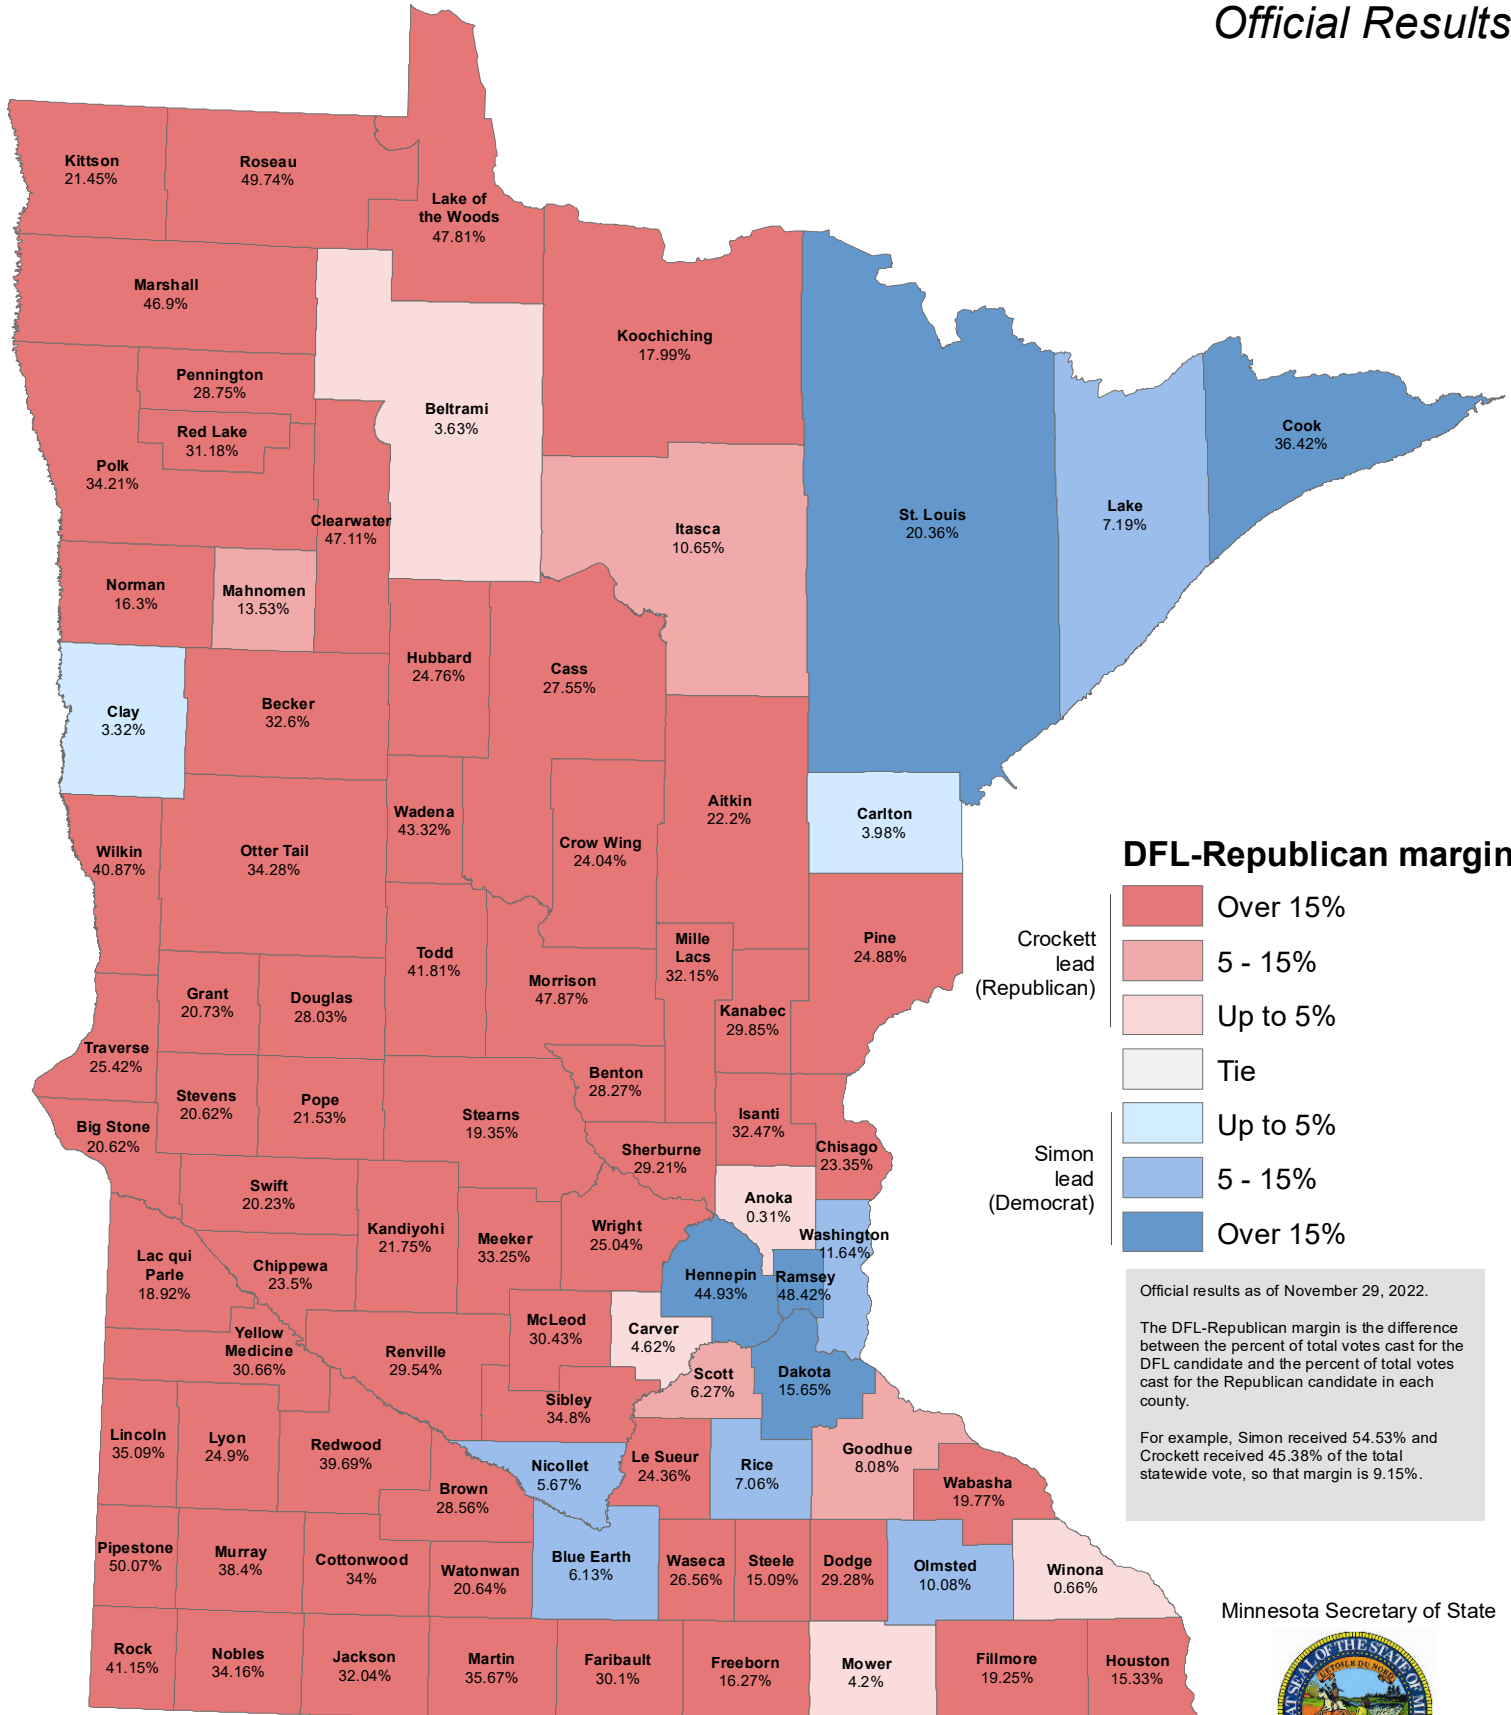 Official Results
Kittson
21.45%
Roseau
49.74%
Lake of
the Woods
47.81%
Marshall
46.9%
Koochiching
17.99%
Pennington
28.75%
Beltrami
3.63%
Red Lake
31.18%
Cook
36.42%
Polk
34.21%
Clearwater
47.11%
Itasca
10.65%
St. Louis
20.36%
Lake
7.19%
Norman
16.3%
Mahnomen
13.53%
Hubbard
24.76%
Cass
27.55%
Clay
3.32%
Becker
32.6%
Wadena
43.32%
Aitkin
22.2%
Carlton
3.98%
Wilkin
40.87%
Otter Tail
34.28%
Crow Wing
24.04%
Todd
41.81%
Morrison
47.87%
Mille
Lacs
32.15%
Pine
24.88%
Grant
20.73%
Douglas
28.03%
Kanabec
29.85%
Traverse
25.42%
Stevens
20.62%
Pope
21.53%
Stearns
19.35%
Benton
28.27%
Isanti
32.47%
Big Stone
20.62%
Sherburne
29.21%
Chisago
23.35%
Swift
20.23%
Anoka
0.31%
Kandiyohi
21.75%
Meeker
33.25%
Wright
25.04%
Washington
11.64%
Lac qui
Parle
18.92%
Chippewa
23.5%
Hennepin
44.93%
Ramsey
48.42%
McLeod
30.43%
Carver
4.62%
Yellow
Medicine
30.66%
Renville
29.54%
Scott
6.27%
Dakota
15.65%
Sibley
34.8%
Lincoln
35.09%
Lyon
24.9%
Redwood
39.69%
Nicollet
5.67%
Le Sueur
24.36%
Rice
7.06%
Goodhue
8.08%
Wabasha
19.77%
Brown
28.56%
Pipestone
50.07%
Murray
38.4%
Cottonwood
34%
Watonwan
20.64%
Blue Earth
6.13%
Waseca
26.56%
Steele
15.09%
Dodge
29.28%
Olmsted
10.08%
Winona
0.66%
Rock
41.15%
Nobles
34.16%
Jackson
32.04%
Martin
35.67%
Faribault
30.1%
Freeborn
16.27%
Mower
4.2%
Fillmore
19.25%
Houston
15.33%
DFL-Republican margin
Crockett
lead
(Republican)
Over 15%
5 - 15%
Up to 5%
Tie
Simon
lead
(Democrat)
Up to 5%
5 - 15%
Over 15%
Official results as of November 29, 2022.
The DFL-Republican margin is the difference
between the percent of total votes cast for the
DFL candidate and the percent of total votes
cast for the Republican candidate in each
county.
For example, Simon received 54.53% and
Crockett received 45.38% of the total
statewide vote, so that margin is 9.15%.
Minnesota Secretary of State
SEAL OF THE STATE OF
L'ETOILE DU NORD